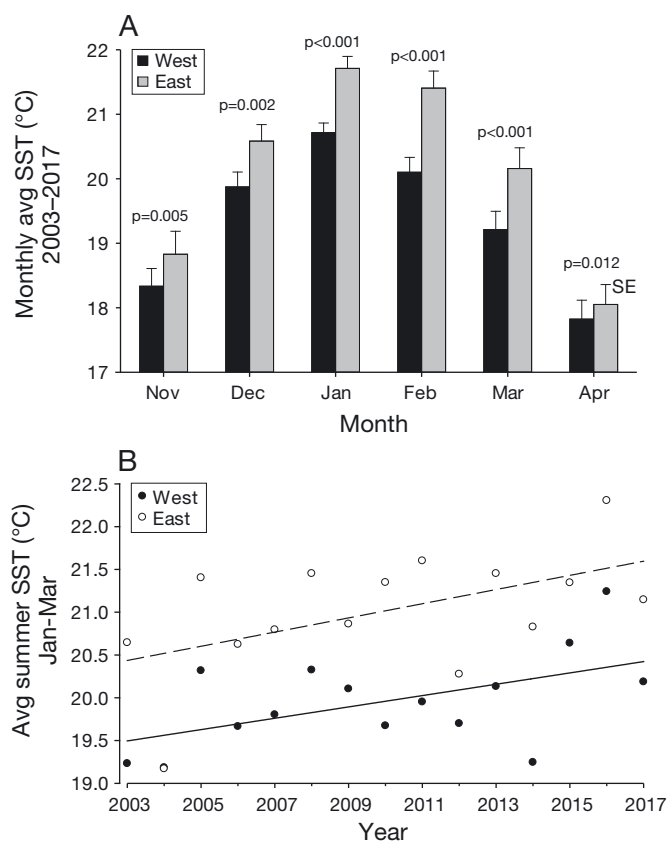 A
Monthly avg SST (°C)
2003–2017
22
21
20
19
18
17
West
East
p=0.005
p=0.002
p<0.001
p<0.001
p<0.001
p=0.012
SE
Nov Dec Jan Feb Mar Apr
Month
B
Avg summer SST (°C)
Jan-Mar
22.5
22.0
21.5
21.0
20.5
20.0
19.5
19.0
West
East
2003 2005 2007 2009 2011 2013 2015 2017
Year